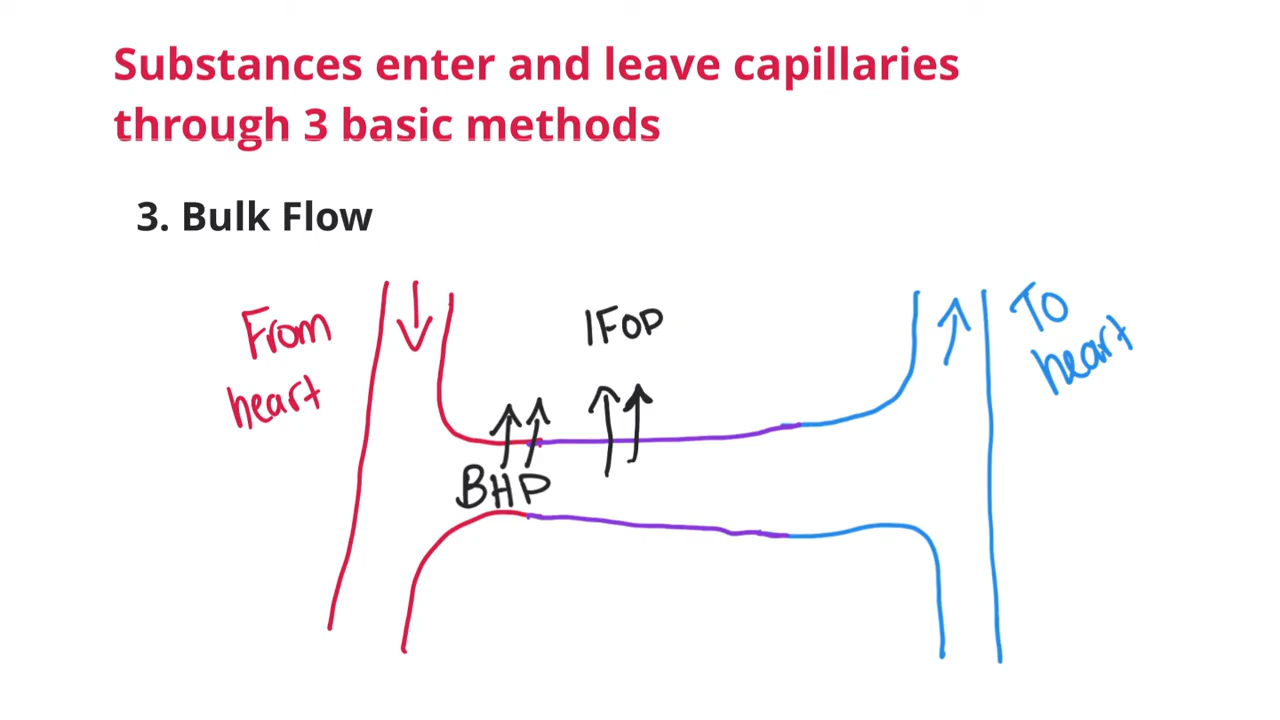 Substances enter and leave capillaries
through 3 basic methods
3. Bulk Flow
From
heart
IFOP
To
heart
BHP